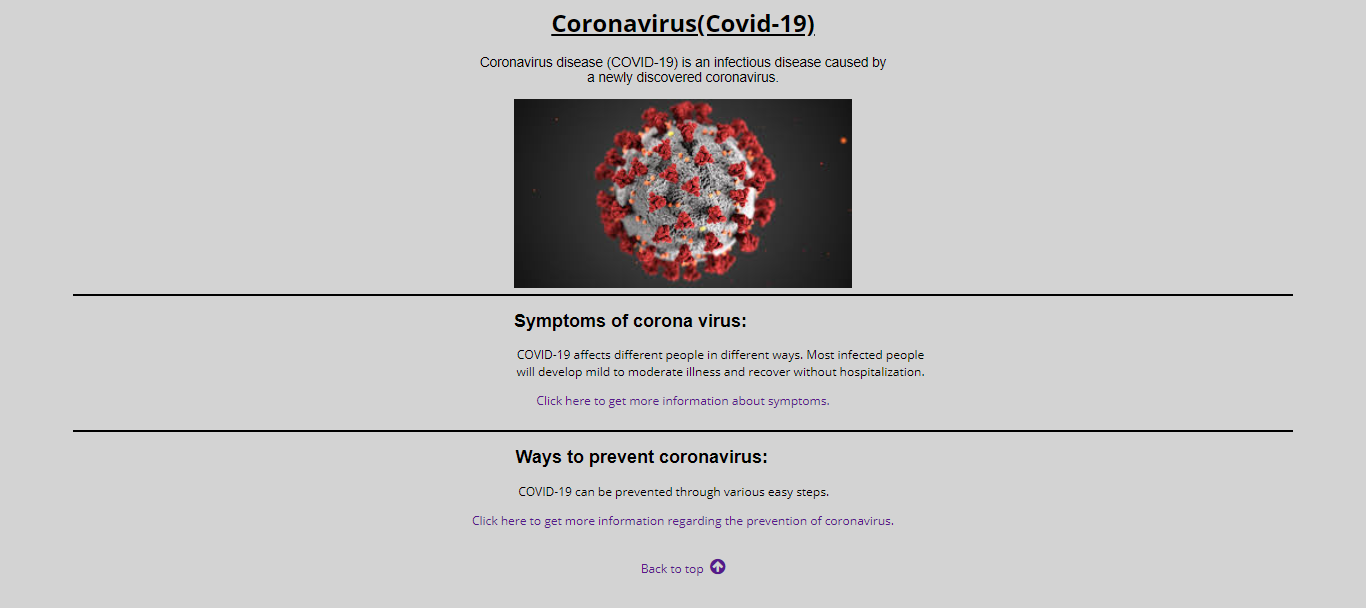 Coronavirus(Covid-19)
Coronavirus disease (COVID-19) is an infectious disease caused by
a newly discovered coronavirus.
Symptoms of corona virus:
COVID-19 affects different people in different ways. Most infected people
will develop mild to moderate illness and recover without hospitalization.
Click here to get more information about symptoms.
Ways to prevent coronavirus:
COVID-19 can be prevented through various easy steps.
Click here to get more information regarding the prevention of coronavirus.
Back to top